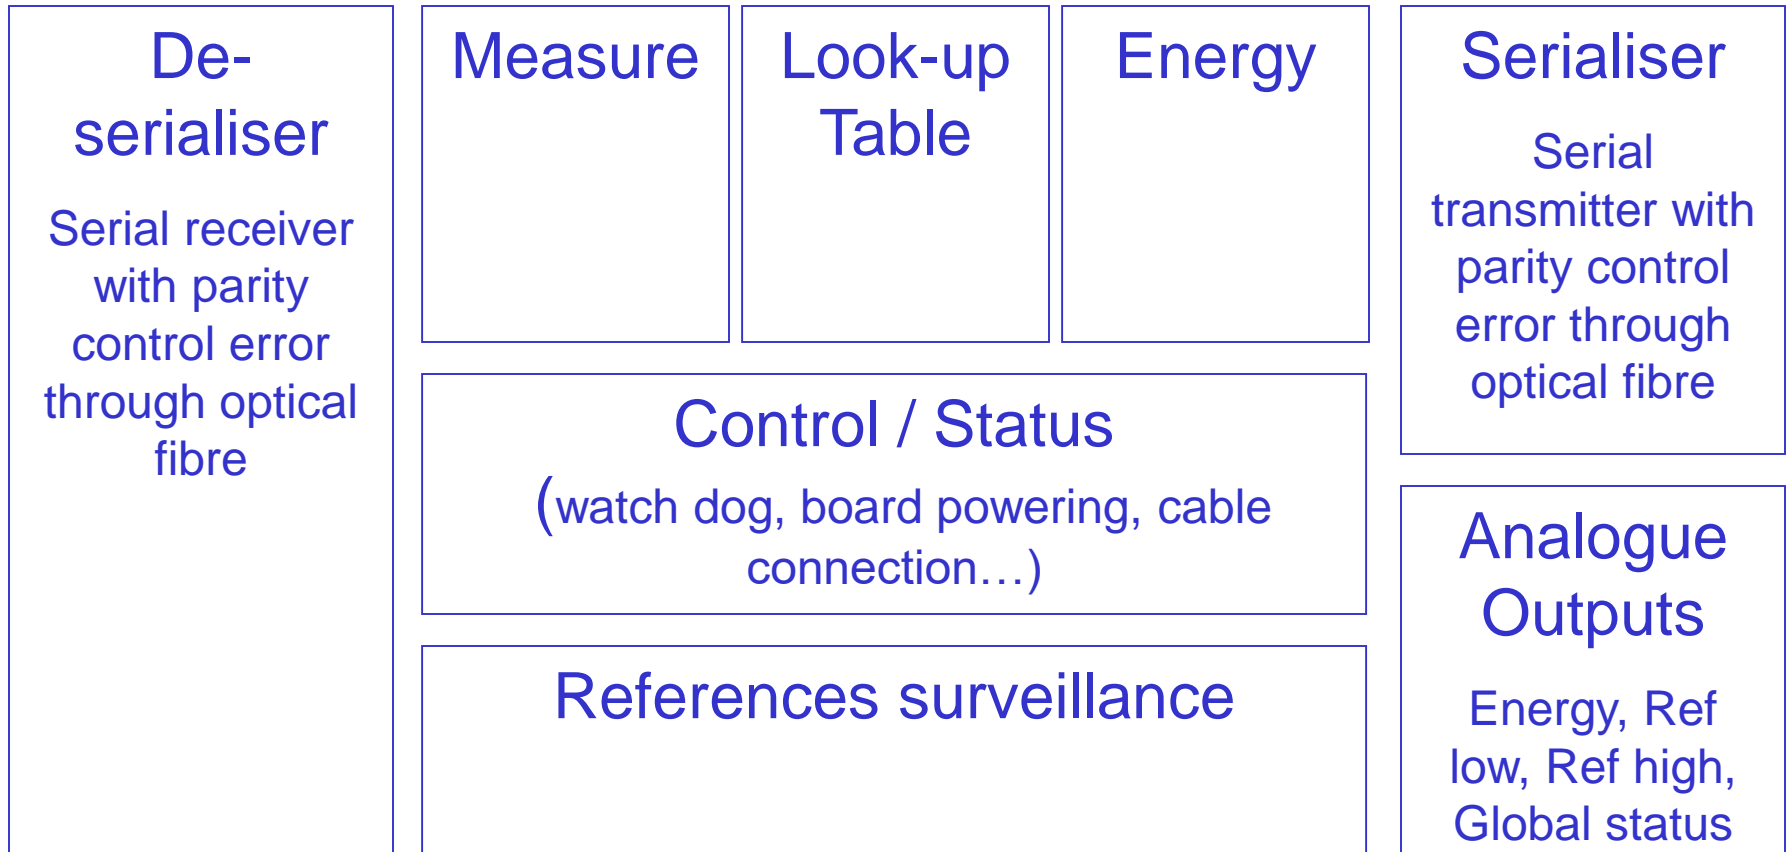 De-
serialiser
Serial receiver
with parity
control error
through optical
fibre
Measure
Look-up
Table
Energy
Control / Status
(watch dog, board powering, cable
connection…)
References surveillance
Serialiser
Serial
transmitter with
parity control
error through
optical fibre
Analogue
Outputs
Energy, Ref
low, Ref high,
Global status